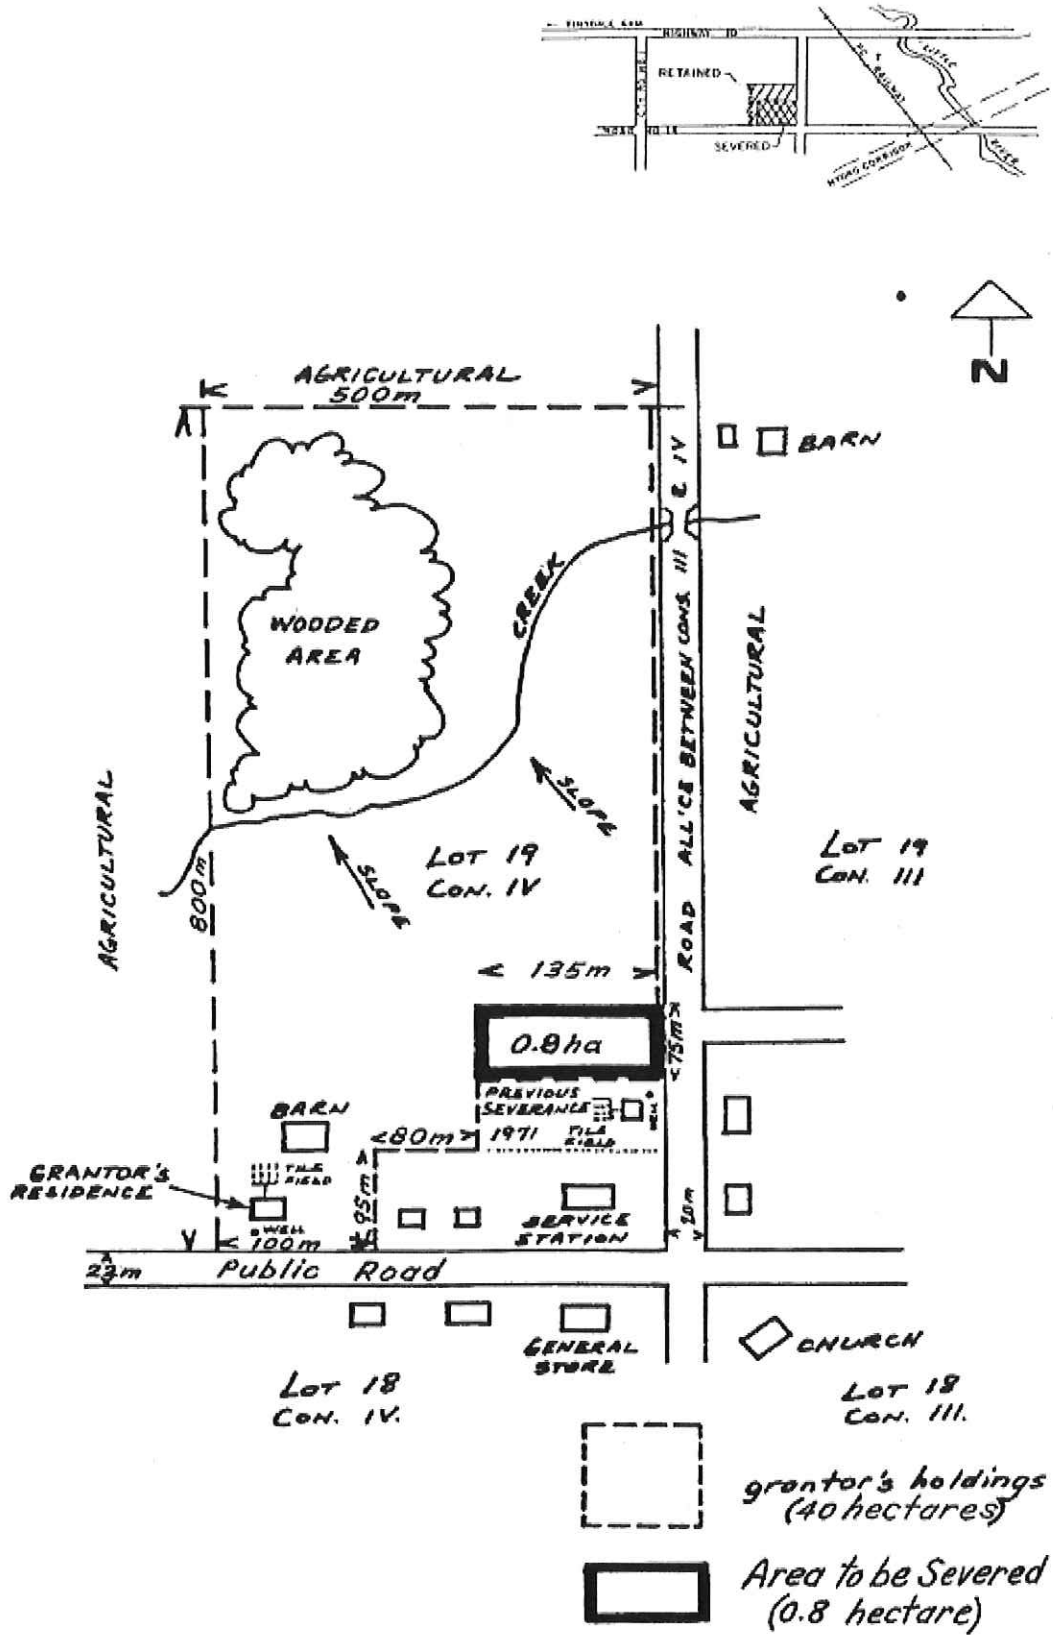 HIGHWAY 10
RETAINED
LITTLE
RAILWAY
SEVERED
HYDRO CORRIDOR
RIVER
N
AGRICULTURAL
500m
BARN
CREEK
WOODED
AREA
ROAD ALL'CE BETWEEN CONS. III & IV
AGRICULTURAL
AGRICULTURAL
SLOPE
SLOPE
800m
LOT 19
CON. IV
LOT 19
CON. III
135m
0.8 ha
75m
PREVIOUS
SEVERANCE
1971
TILE
FIELD
WELL
BARN
80m
GRANTOR'S
RESIDENCE
TILE
FIELD
WELL
95m
100m
SERVICE
STATION
20m
23m
Public Road
GENERAL
STORE
CHURCH
LOT 18
CON. IV.
LOT 18
CON. III.
grantor's holdings
(40 hectares)
Area to be Severed
(0.8 hectare)